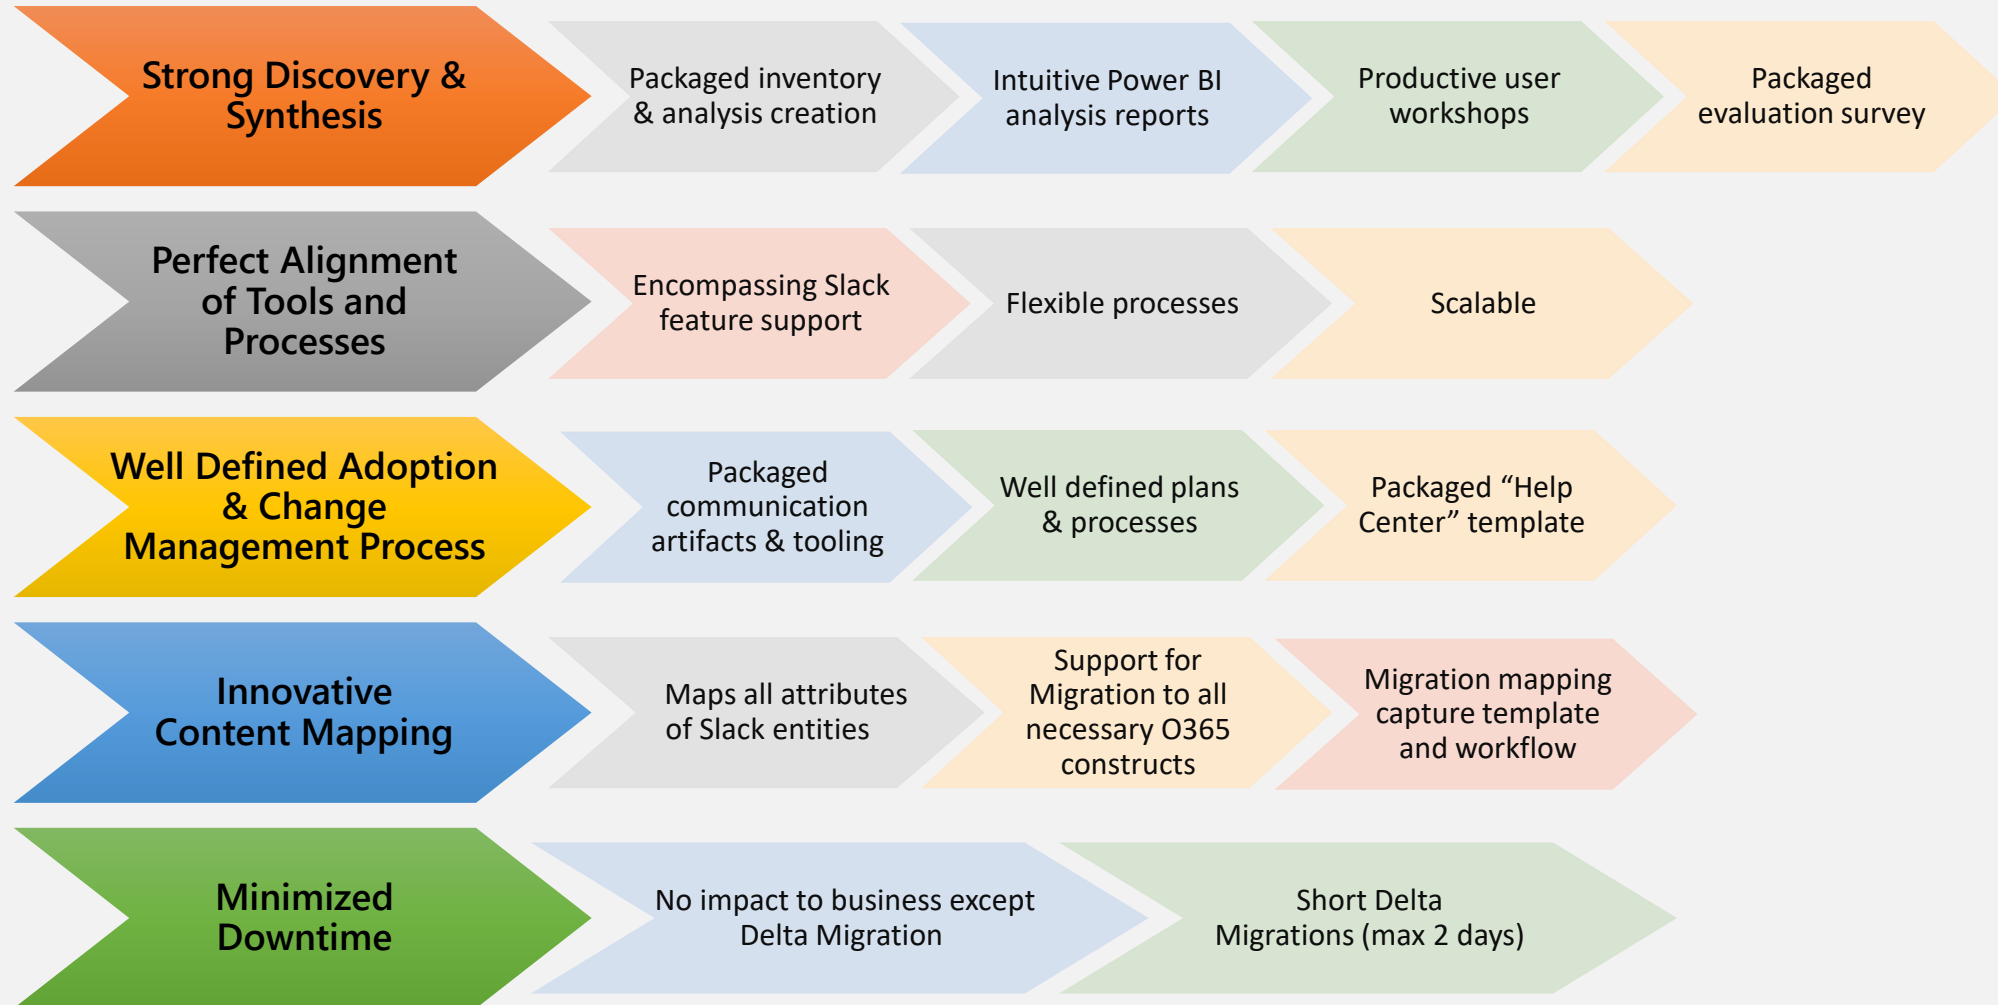 Strong Discovery &
Synthesis
Packaged inventory
& analysis creation
Intuitive Power BI
analysis reports
Productive user
workshops
Packaged
evaluation survey
Perfect Alignment
of Tools and
Processes
Encompassing Slack
feature support
Flexible processes
Scalable
Well Defined Adoption
& Change
Management Process
Packaged
communication
artifacts & tooling
Well defined plans
& processes
Packaged “Help
Center” template
Innovative
Content Mapping
Maps all attributes
of Slack entities
Support for
Migration to all
necessary O365
constructs
Migration mapping
capture template
and workflow
Minimized
Downtime
No impact to business except
Delta Migration
Short Delta
Migrations (max 2 days)